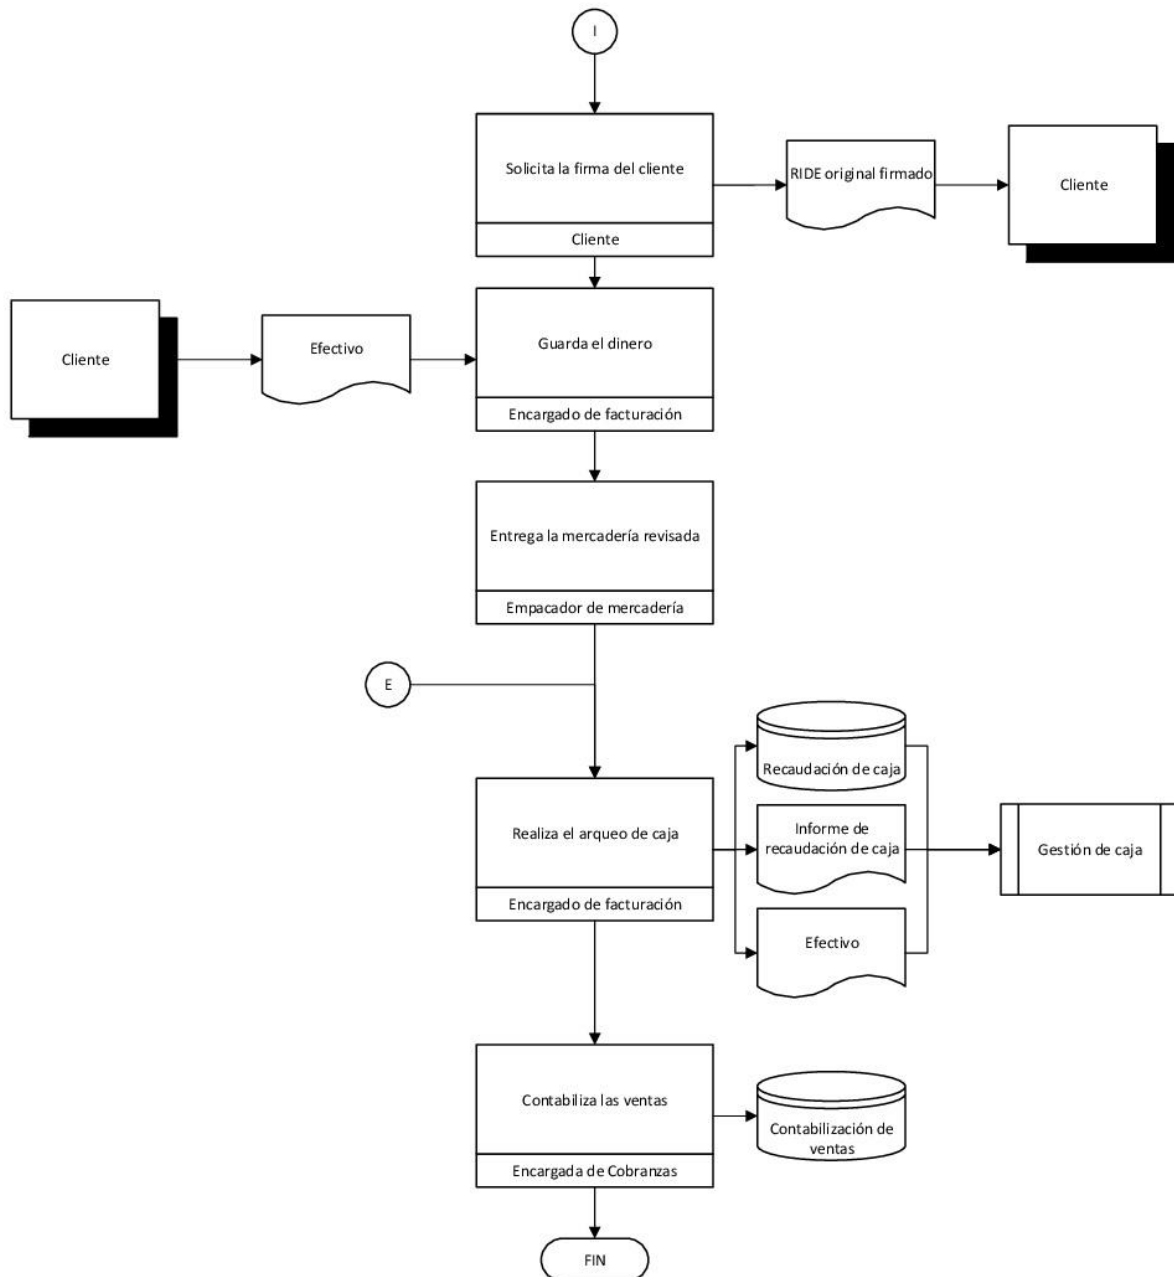 I
Solicita la firma del cliente
Cliente
RIDE original firmado
Cliente
Cliente
Efectivo
Guarda el dinero
Encargado de facturación
Entrega la mercadería revisada
Empacador de mercadería
E
Realiza el arqueo de caja
Encargado de facturación
Recaudación de caja
Informe de
recaudación de caja
Efectivo
Gestión de caja
Contabiliza las ventas
Encargada de Cobranzas
Contabilización de
ventas
FIN